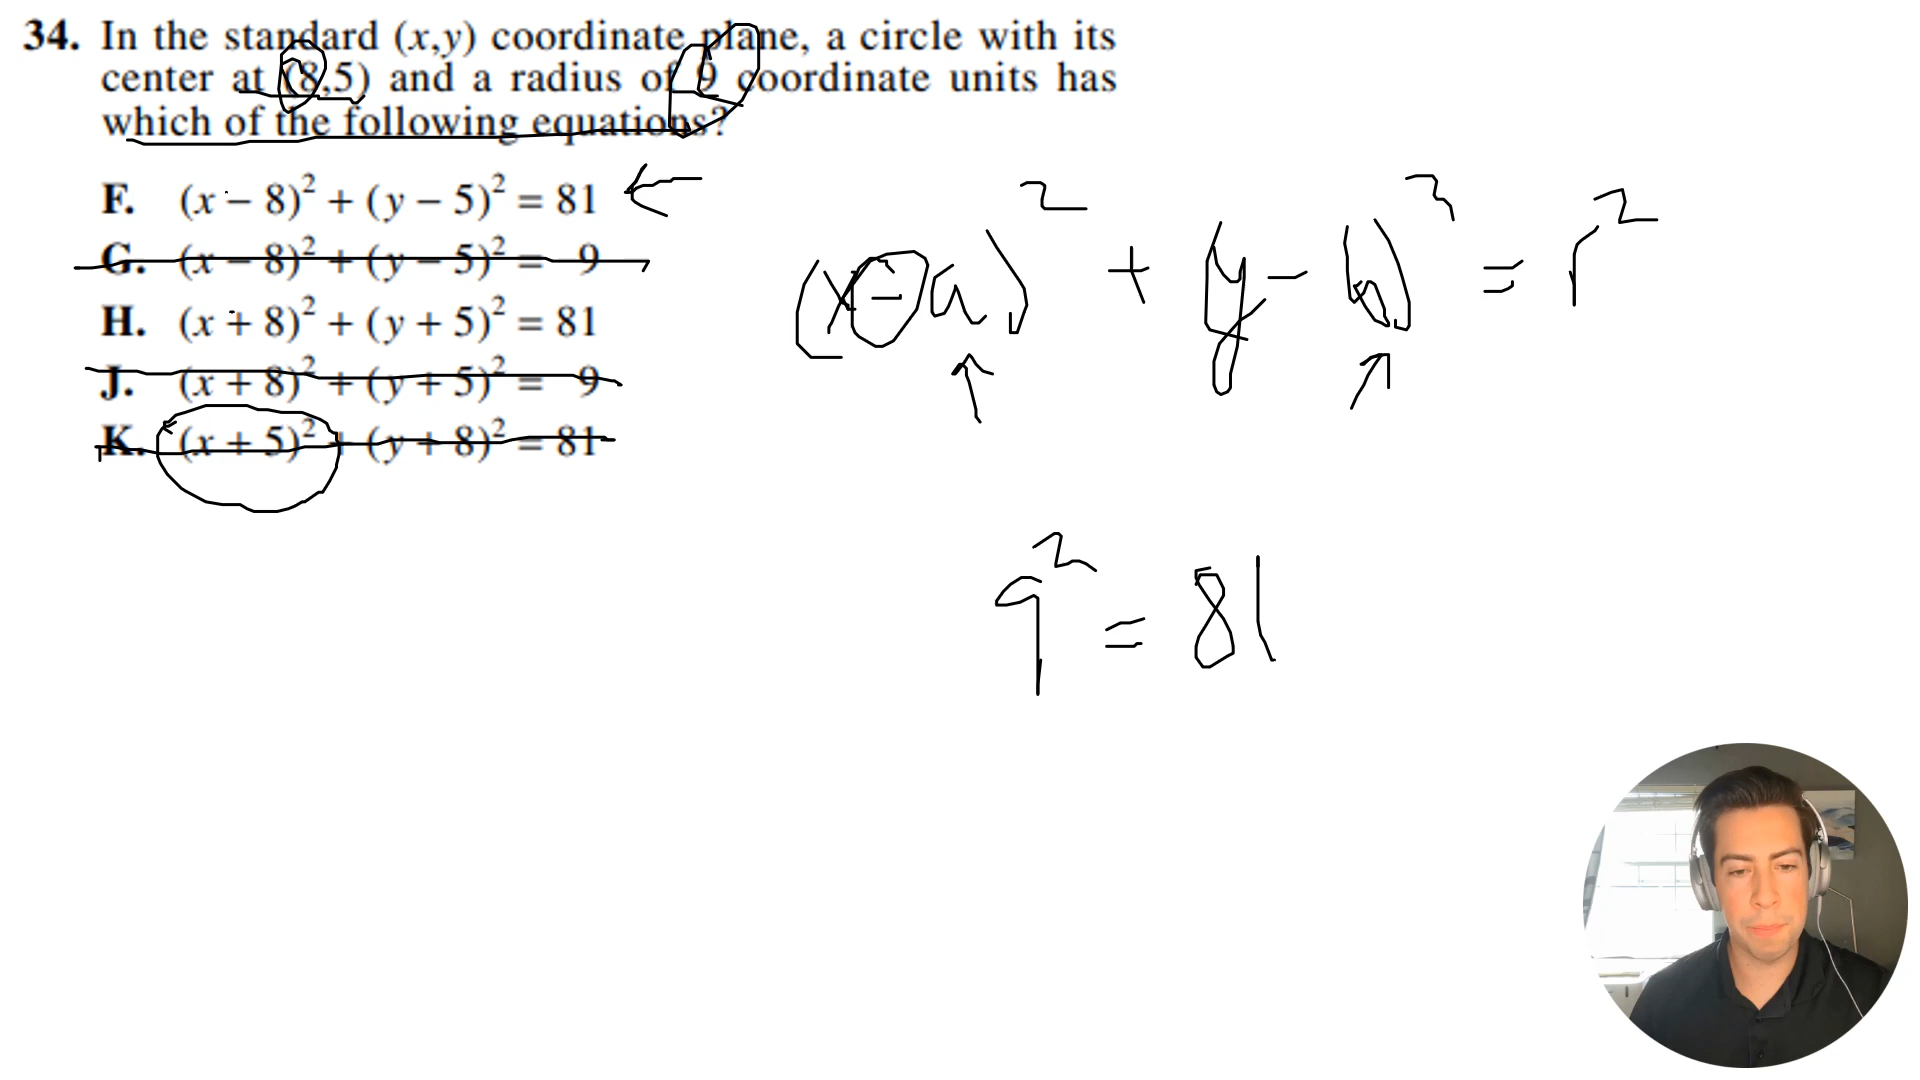 34. In the standard (x,y) coordinate plane, a circle with its
center at (8,5) and a radius of 9 coordinate units has
which of the following equations?
F. (x − 8)² + (y − 5)² = 81
G. (x − 8)² + (y − 5)² = 9
H. (x + 8)² + (y + 5)² = 81
J. (x + 8)² + (y + 5)² = 9
K. (x + 5)² + (y + 8)² = 81
(x − a)² + (y − b)² = r²
9² = 81